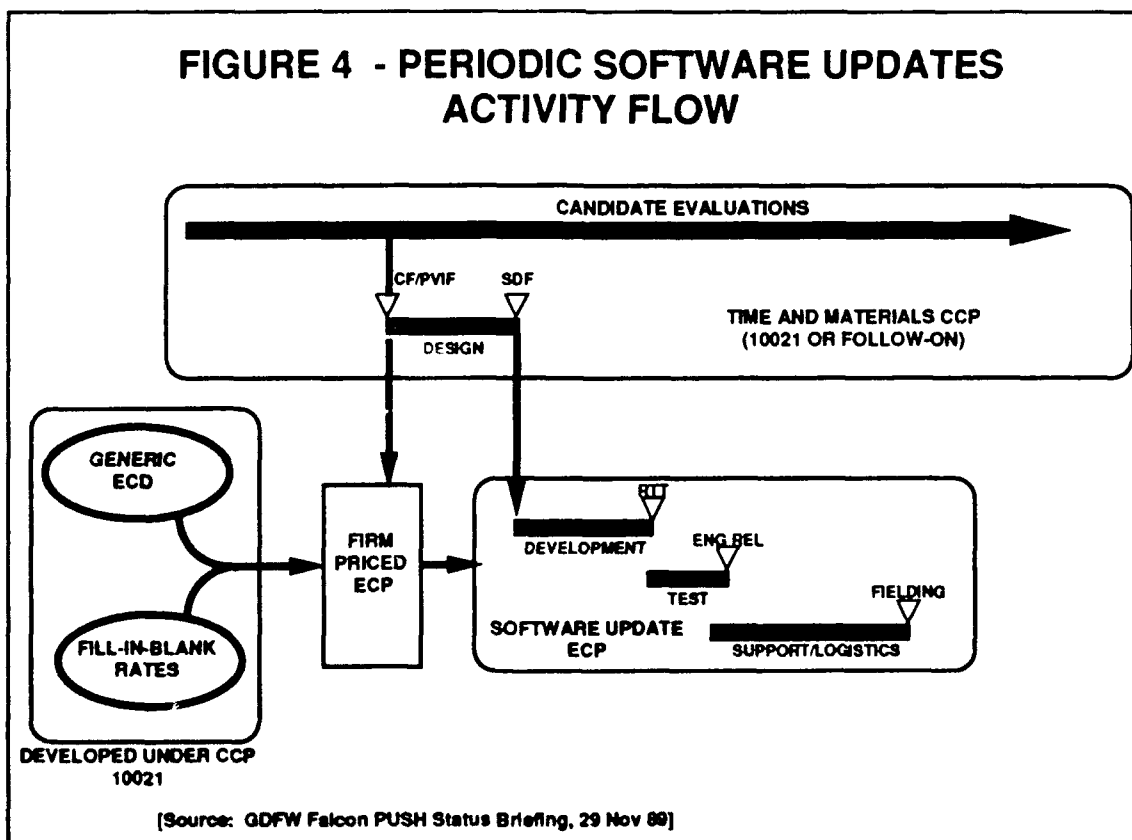 FIGURE 4 - PERIODIC SOFTWARE UPDATES
ACTIVITY FLOW
CANDIDATE EVALUATIONS
CF/PVIF
SDF
DESIGN
TIME AND MATERIALS CCP
(10021 OR FOLLOW-ON)
GENERIC
ECD
FILL-IN-BLANK
RATES
DEVELOPED UNDER CCP
10021
FIRM
PRICED
ECP
DEVELOPMENT
ENG REL
TEST
FIELDING
SOFTWARE UPDATE
ECP
SUPPORT/LOGISTICS
[Source: GDFW Falcon PUSH Status Briefing, 29 Nov 89]